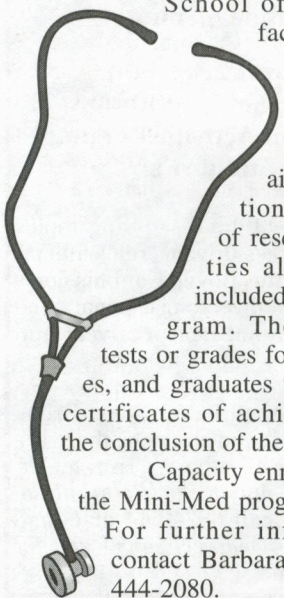 School of
fac
ai
tion
of rese
ties al
included
gram. The
tests or grades fo
es, and graduates
certificates of achi
the conclusion of the
Capacity enr
the Mini-Med prog
For further inf
contact Barbara
444-2080.